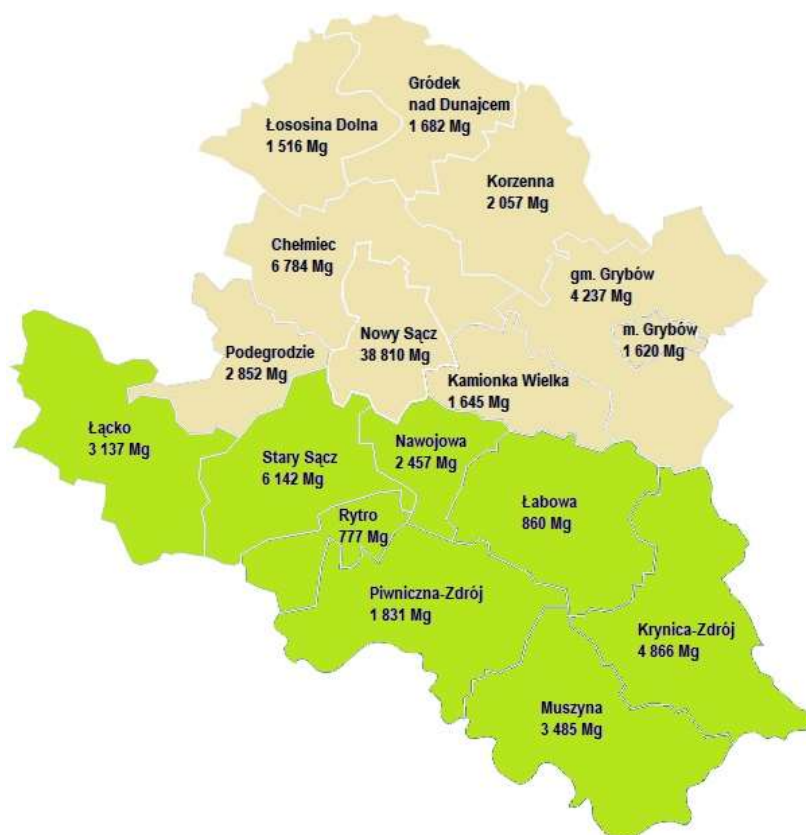 Gródek
nad Dunajcem
1 682 Mg
Łososina Dolna
1 516 Mg
Korzenna
2 057 Mg
Chełmiec
6 784 Mg
gm. Grybów
4 237 Mg
m. Grybów
1 620 Mg
Nowy Sącz
38 810 Mg
Podegrodzie
2 852 Mg
Kamionka Wielka
1 645 Mg
Łącko
3 137 Mg
Stary Sącz
6 142 Mg
Nawojowa
2 457 Mg
Łabowa
860 Mg
Rytro
777 Mg
Piwniczna-Zdrój
1 831 Mg
Krynica-Zdrój
4 866 Mg
Muszyna
3 485 Mg